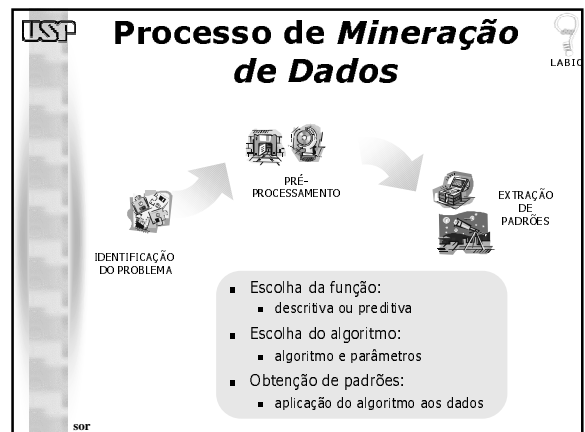 USP
Processo de Mineração
de Dados
LABIC
PRÉ-
PROCESSAMENTO
EXTRAÇÃO
DE
PADRÕES
IDENTIFICAÇÃO
DO PROBLEMA
▪ Escolha da função:
▪ descritiva ou preditiva
▪ Escolha do algoritmo:
▪ algoritmo e parâmetros
▪ Obtenção de padrões:
▪ aplicação do algoritmo aos dados
sor